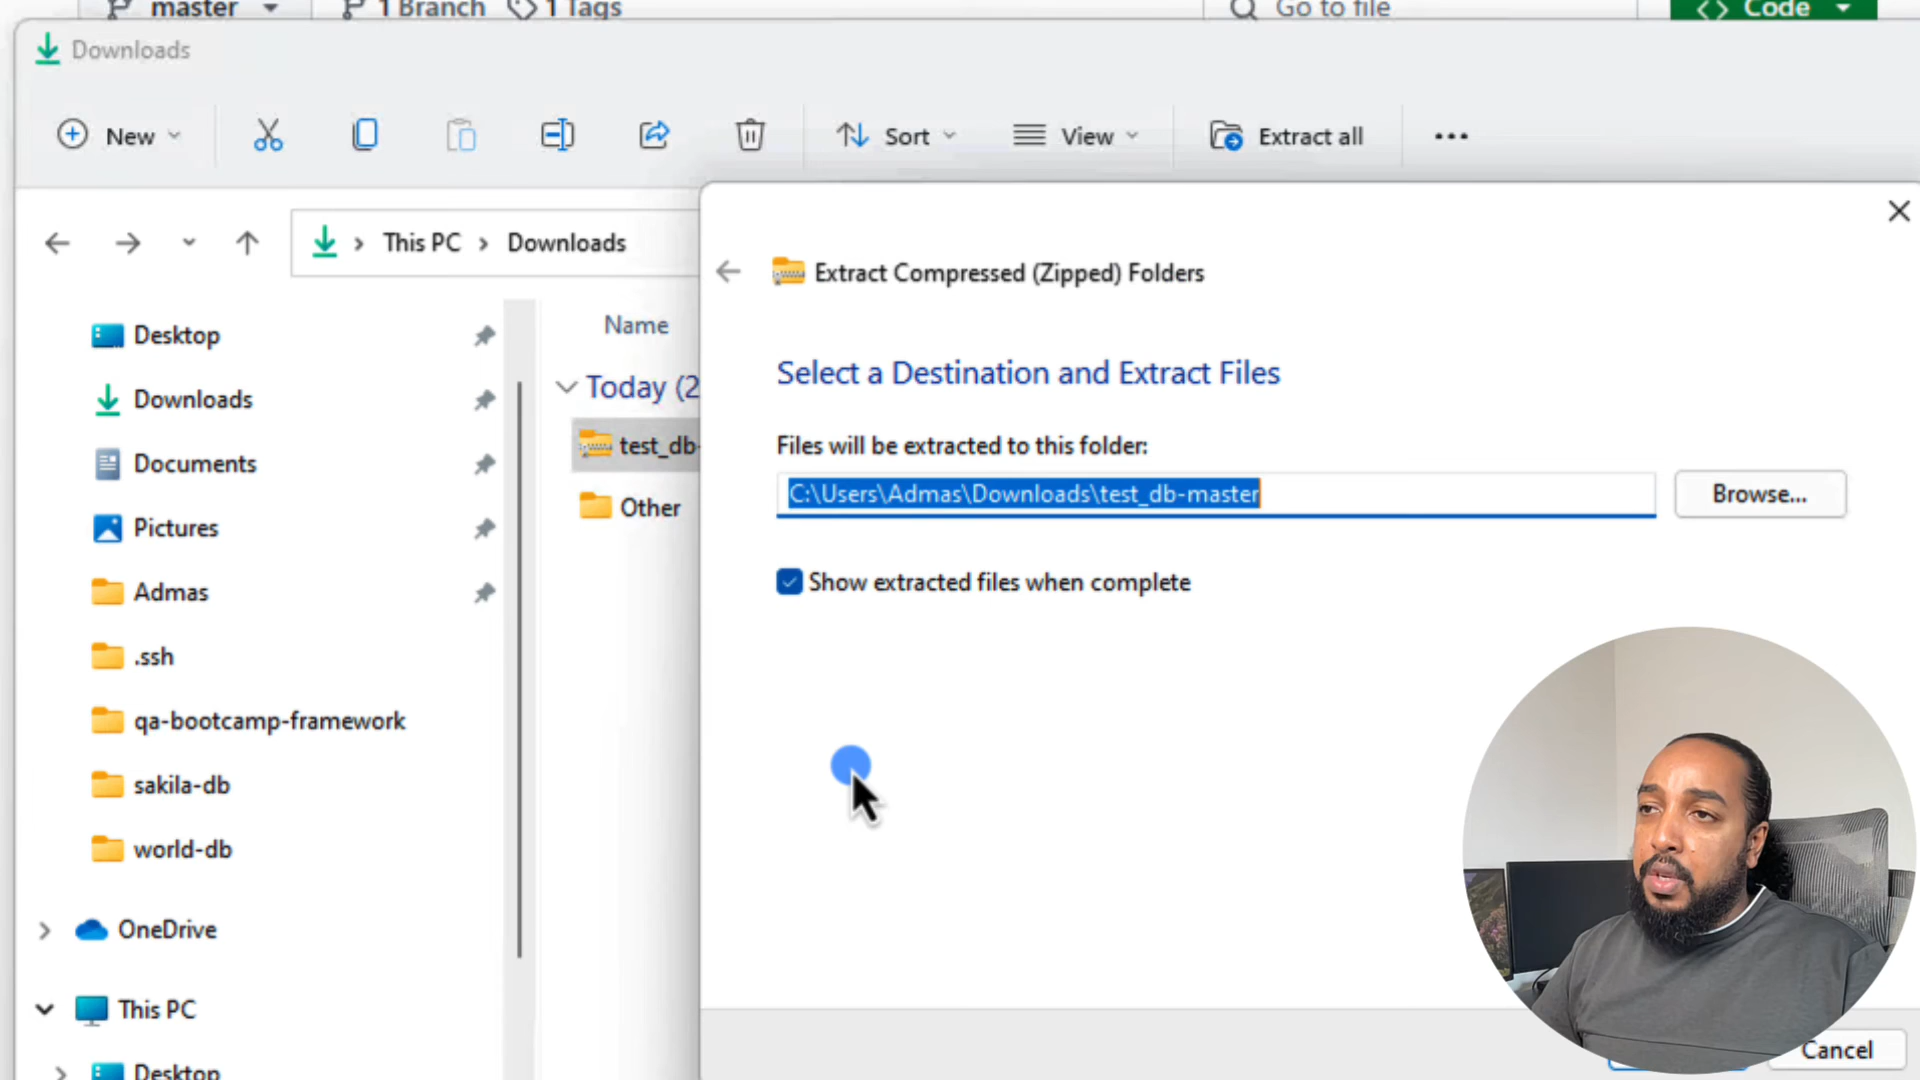 master
1 Branch
1 Tags
Go to file
Code
Downloads
New
Sort
View
Extract all
This PC
Downloads
Extract Compressed (Zipped) Folders
Desktop
Name
Select a Destination and Extract Files
Downloads
Today (2
Files will be extracted to this folder:
test_db-
Documents
C:\Users\Admas\Downloads\test_db-master
Browse...
Other
Pictures
Show extracted files when complete
Admas
.ssh
qa-bootcamp-framework
sakila-db
world-db
OneDrive
This PC
Cancel
Desktop